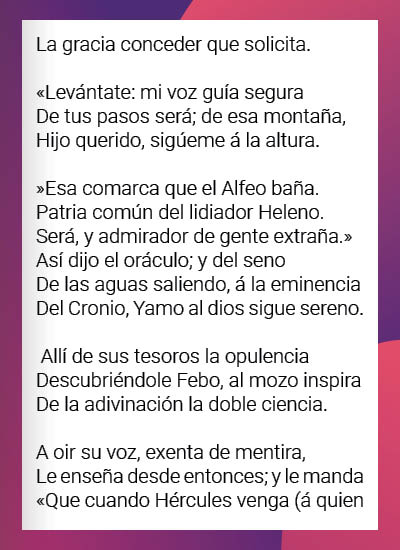 La gracia conceder que solicita.
«Levántate: mi voz guía segura
De tus pasos será; de esa montaña,
Hijo querido, sigúeme á la altura.
»Esa comarca que el Alfeo baña.
Patria común del lidiador Heleno.
Será, y admirador de gente extraña.»
Así dijo el oráculo; y del seno
De las aguas saliendo, á la eminencia
Del Cronio, Yamo al dios sigue sereno.
Allí de sus tesoros la opulencia
Descubriéndole Febo, al mozo inspira
De la adivinación la doble ciencia.
A oir su voz, exenta de mentira,
Le enseña desde entonces; y le manda
«Que cuando Hércules venga (á quien